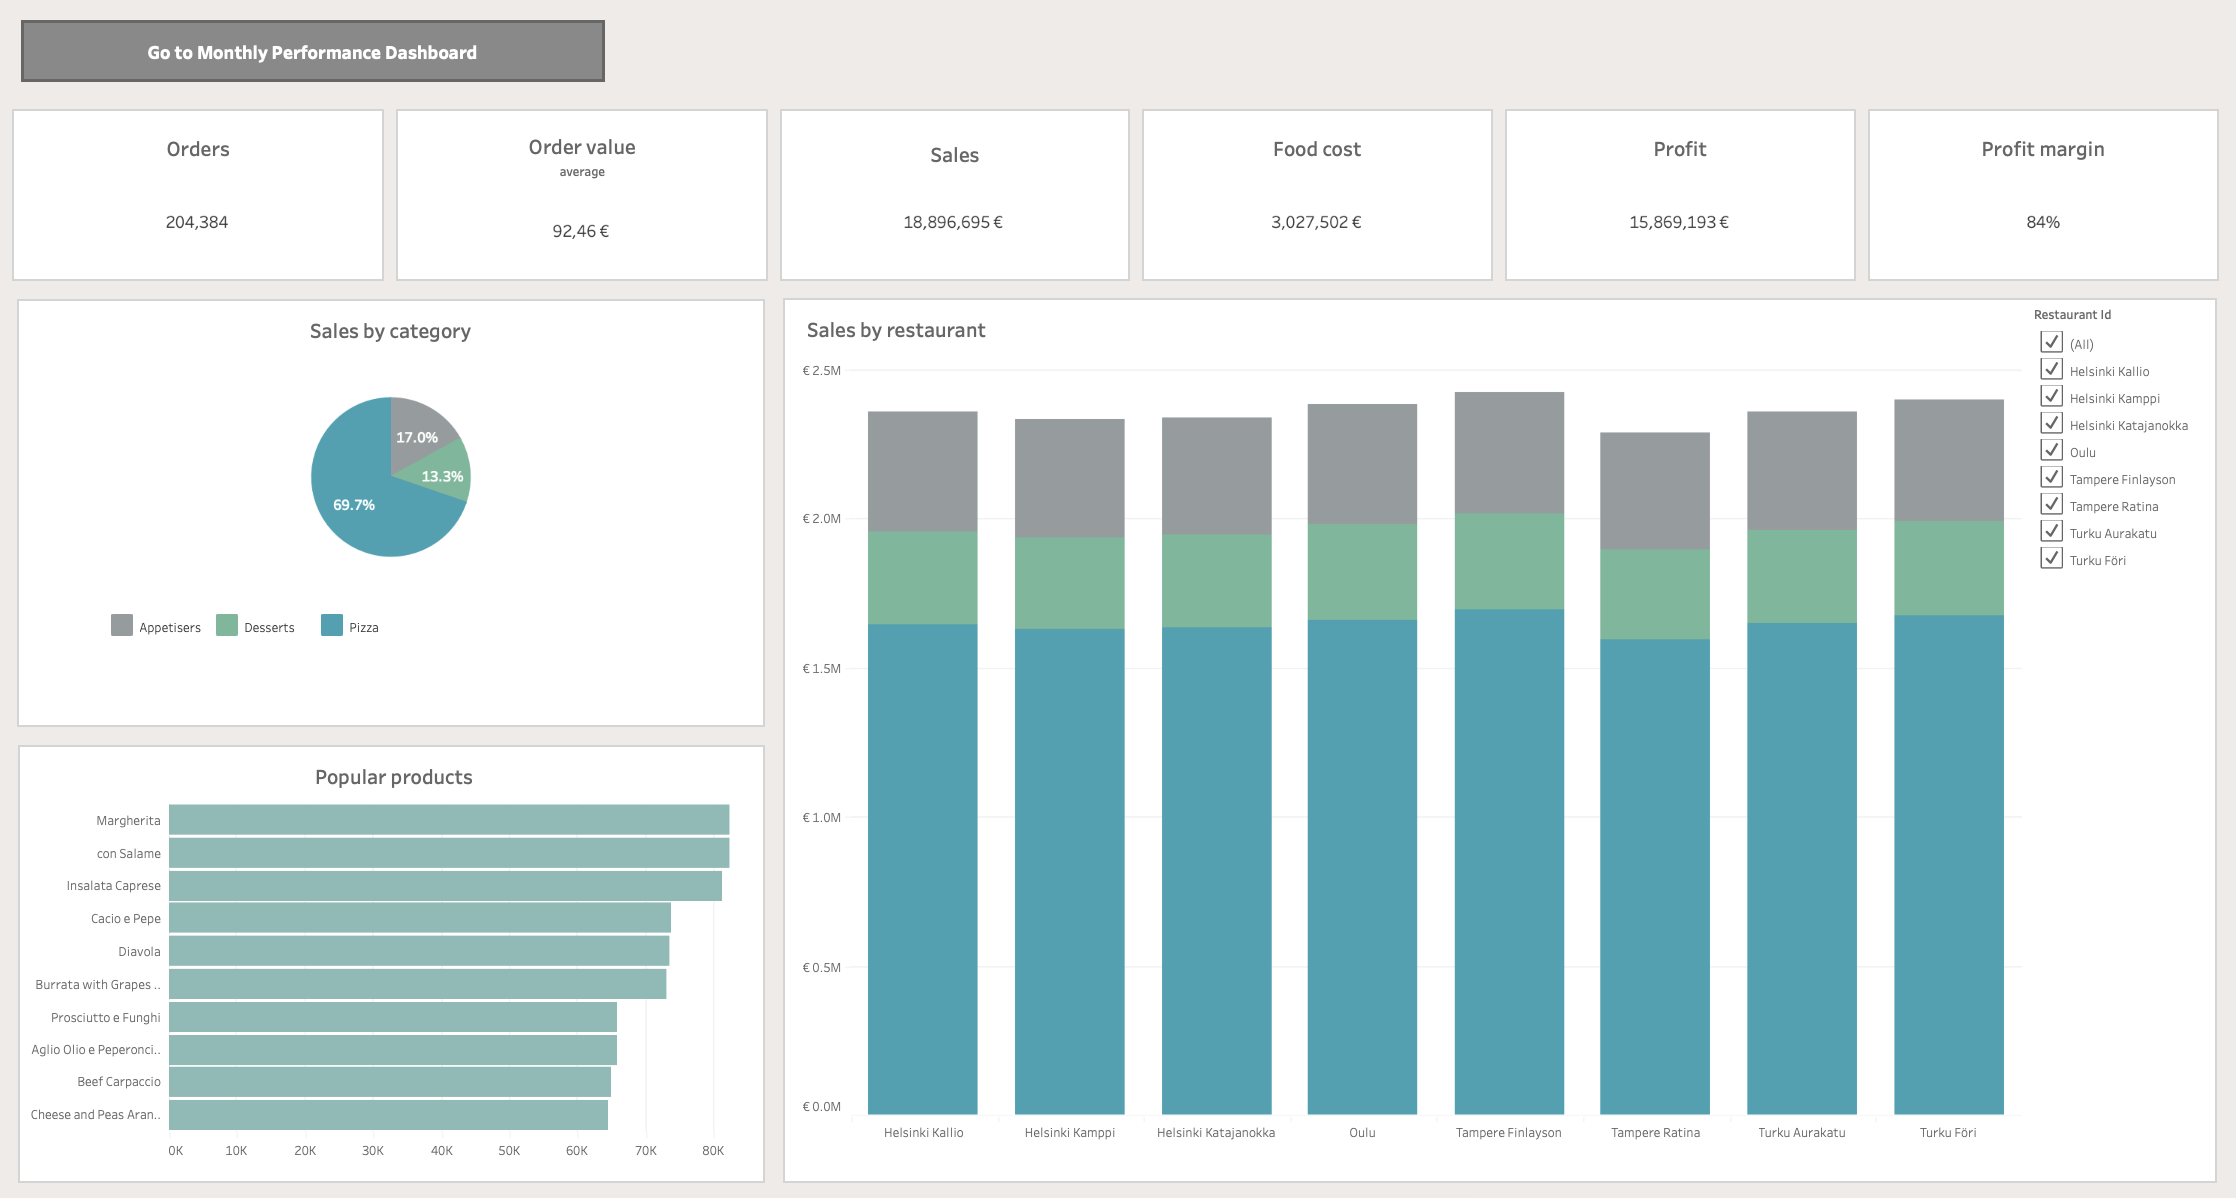 Go to Monthly Performance Dashboard
Orders
204,384
Order value
average
92,46 €
Sales
18,896,695 €
Food cost
3,027,502 €
Profit
15,869,193 €
Profit margin
84%
Sales by category
17.0%
13.3%
69.7%
Appetisers Desserts Pizza
Popular products
Margherita
con Salame
Insalata Caprese
Cacio e Pepe
Diavola
Burrata with Grapes ..
Prosciutto e Funghi
Aglio Olio e Peperonci..
Beef Carpaccio
Cheese and Peas Aran..
0K 10K 20K 30K 40K 50K 60K 70K 80K
Sales by restaurant
€ 2.5M
€ 2.0M
€ 1.5M
€ 1.0M
€ 0.5M
€ 0.0M
Helsinki Kallio Helsinki Kamppi Helsinki Katajanokka Oulu Tampere Finlayson Tampere Ratina Turku Aurakatu Turku Föri
Restaurant Id
(All)
Helsinki Kallio
Helsinki Kamppi
Helsinki Katajanokka
Oulu
Tampere Finlayson
Tampere Ratina
Turku Aurakatu
Turku Föri